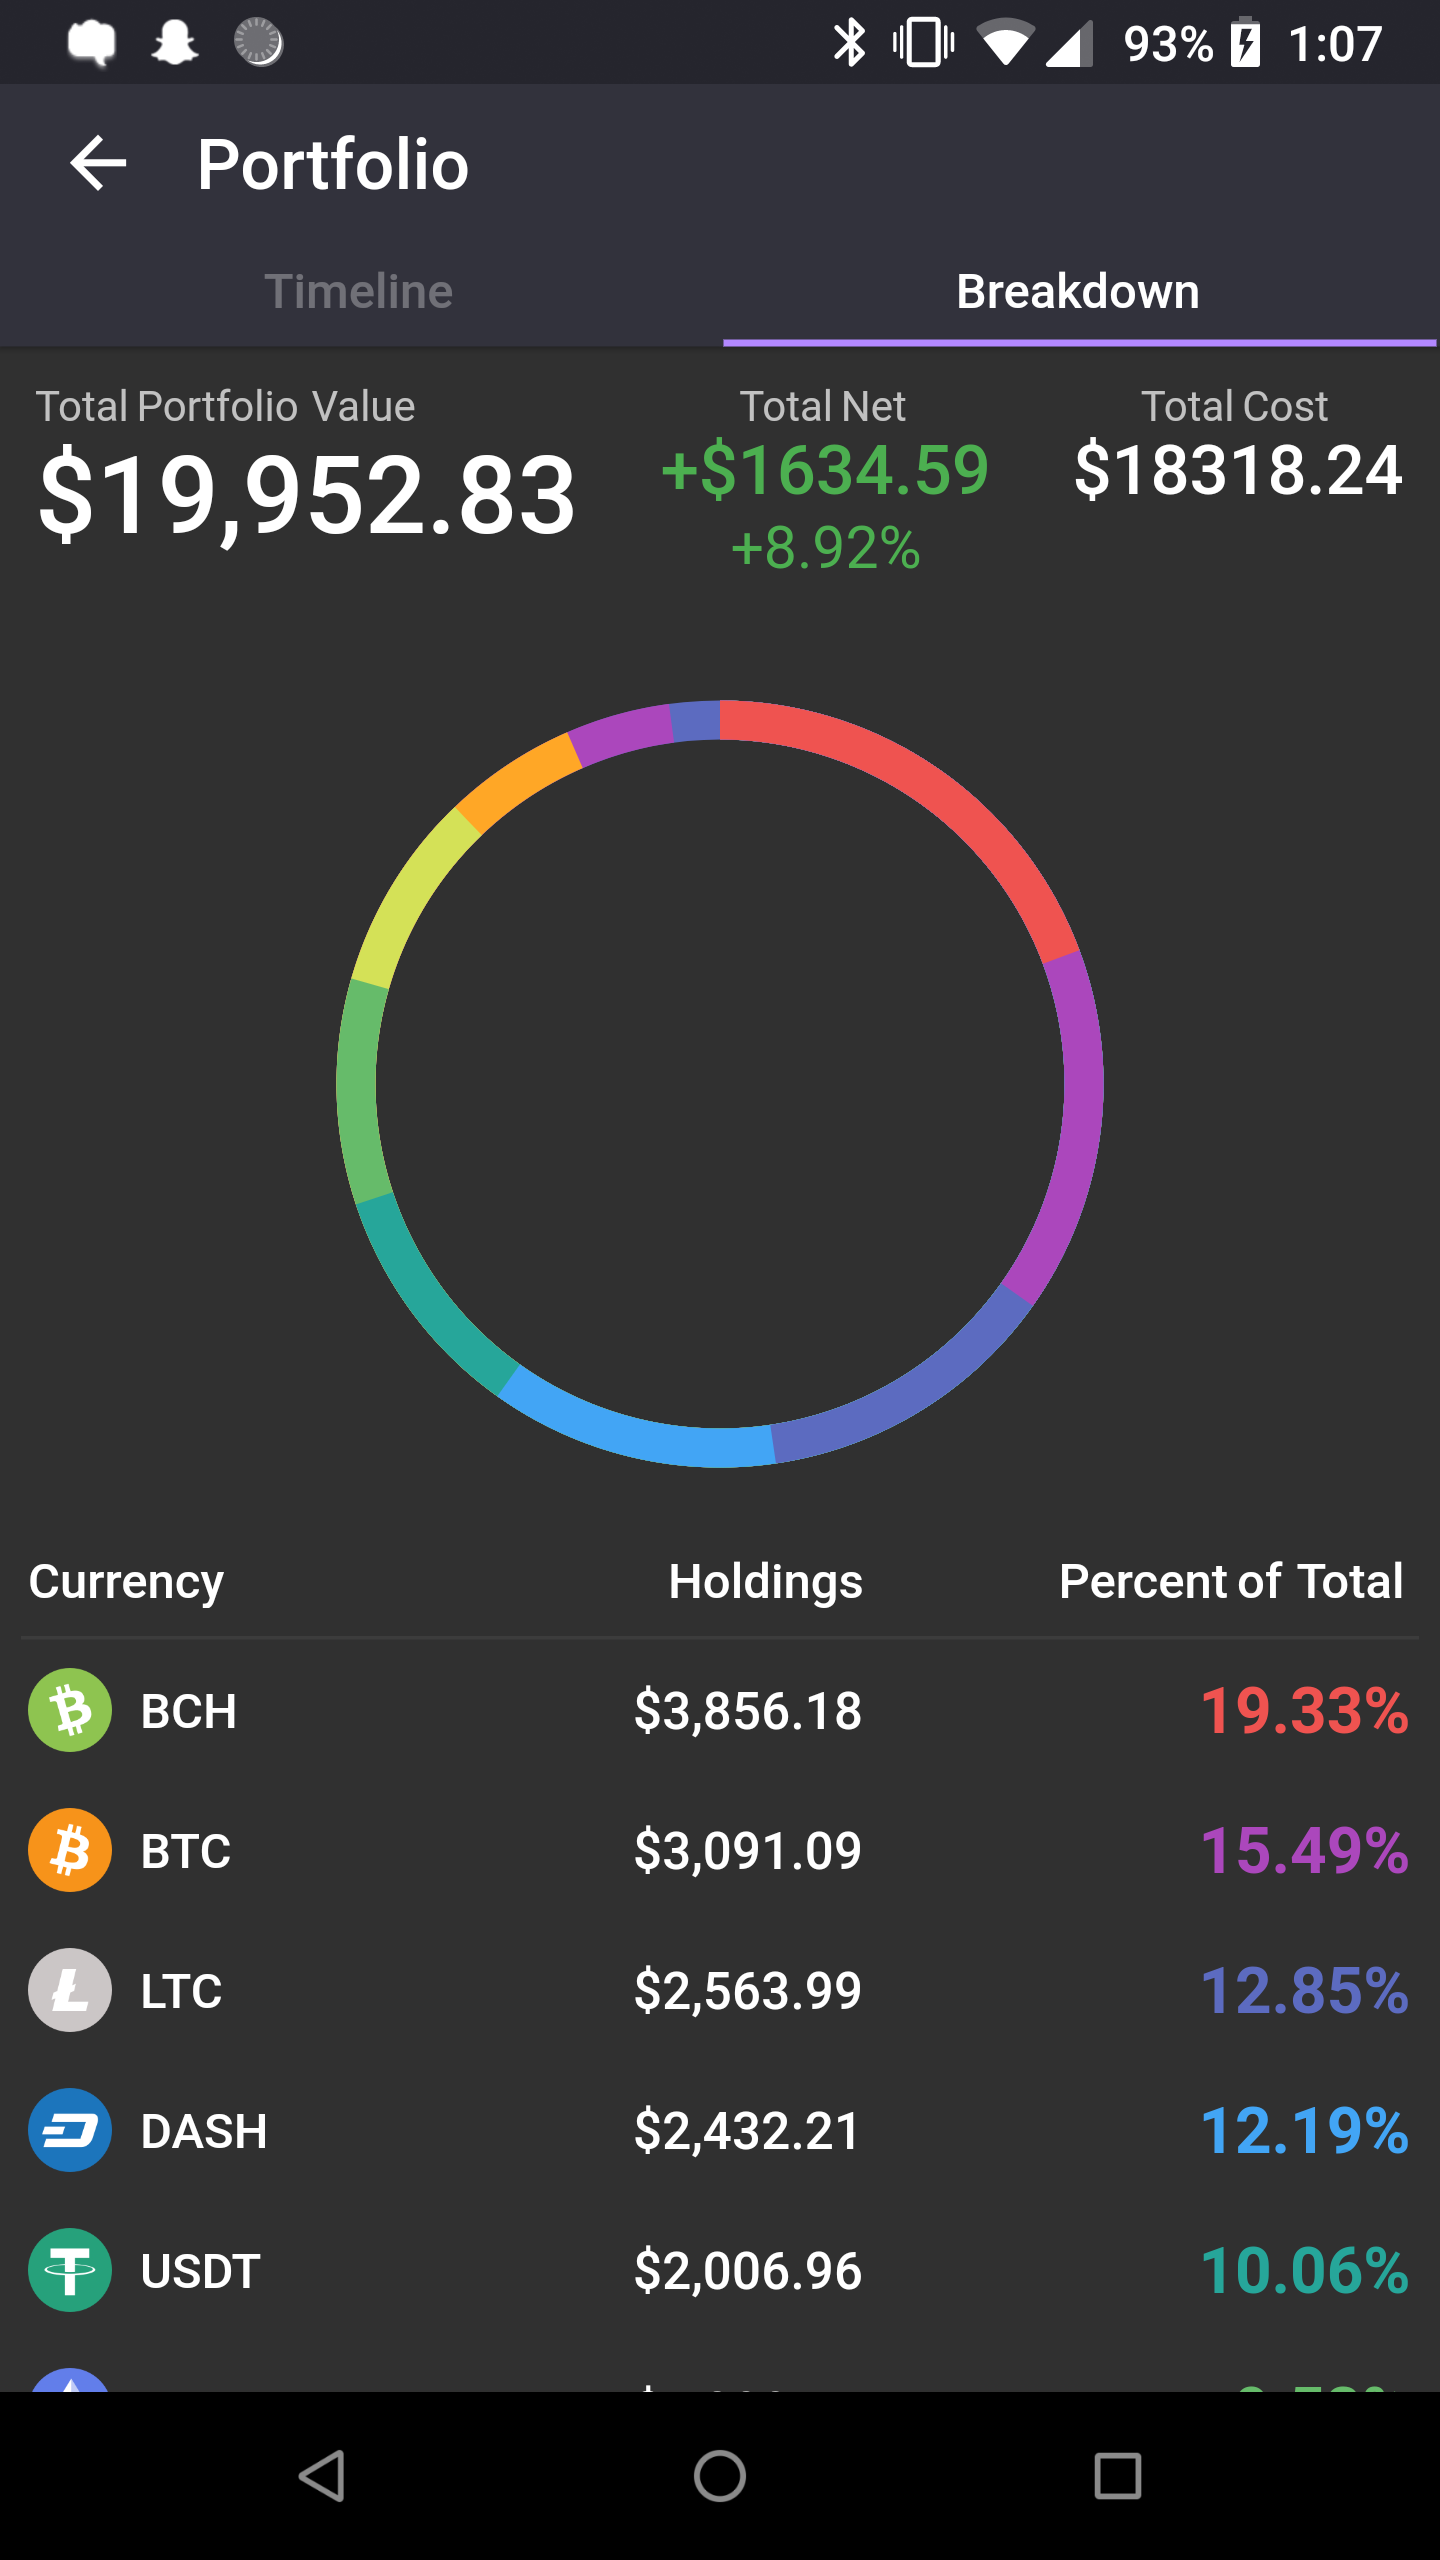 93% 1:07
Portfolio
Timeline Breakdown
Total Portfolio Value Total Net Total Cost
$19,952.83 +$1634.59 $18318.24
+8.92%
Currency Holdings Percent of Total
BCH $3,856.18 19.33%
BTC $3,091.09 15.49%
LTC $2,563.99 12.85%
DASH $2,432.21 12.19%
USDT $2,006.96 10.06%